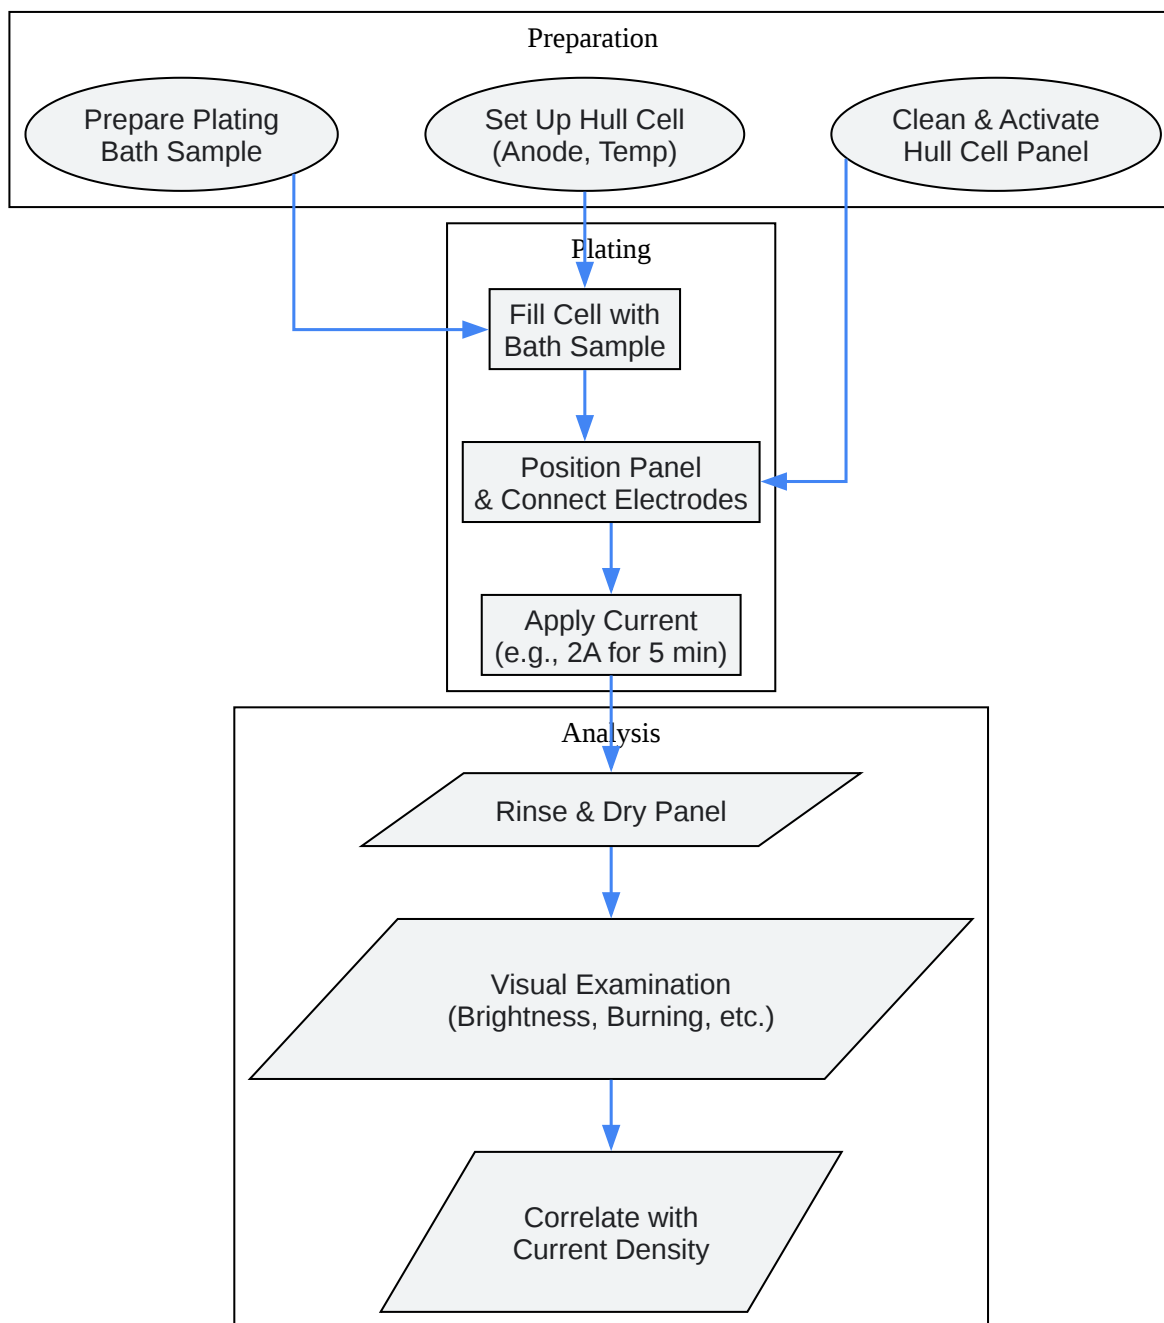 Preparation
Prepare Plating
Bath Sample
Set Up Hull Cell
(Anode, Temp)
Clean & Activate
Hull Cell Panel
Plating
Fill Cell with
Bath Sample
Position Panel
& Connect Electrodes
Apply Current
(e.g., 2A for 5 min)
Analysis
Rinse & Dry Panel
Visual Examination
(Brightness, Burning, etc.)
Correlate with
Current Density